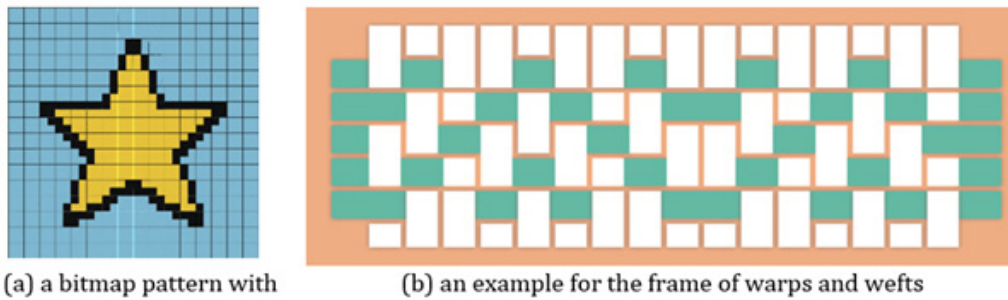 (a) a bitmap pattern with
(b) an example for the frame of warps and wefts